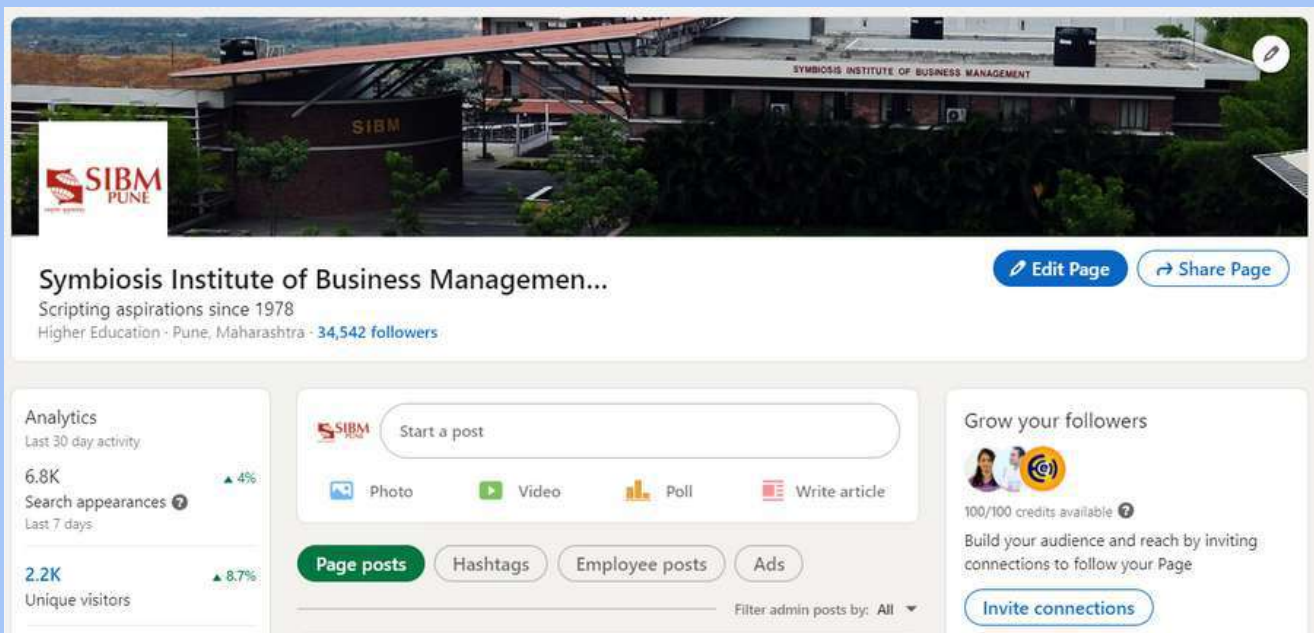 SYMBIOSIS INSTITUTE OF BUSINESS MANAGEMENT
SIBM
SIBM
PUNE
Symbiosis Institute of Business Managemen...
Edit Page
Share Page
Scripting aspirations since 1978
Higher Education · Pune, Maharashtra · 34,542 followers
Analytics
Last 30 day activity
6.8K
4%
Search appearances
Last 7 days
2.2K
8.7%
Unique visitors
SIBM
PUNE
Start a post
Photo
Video
Poll
Write article
Page posts
Hashtags
Employee posts
Ads
Filter admin posts by: All
Grow your followers
100/100 credits available
Build your audience and reach by inviting
connections to follow your Page
Invite connections